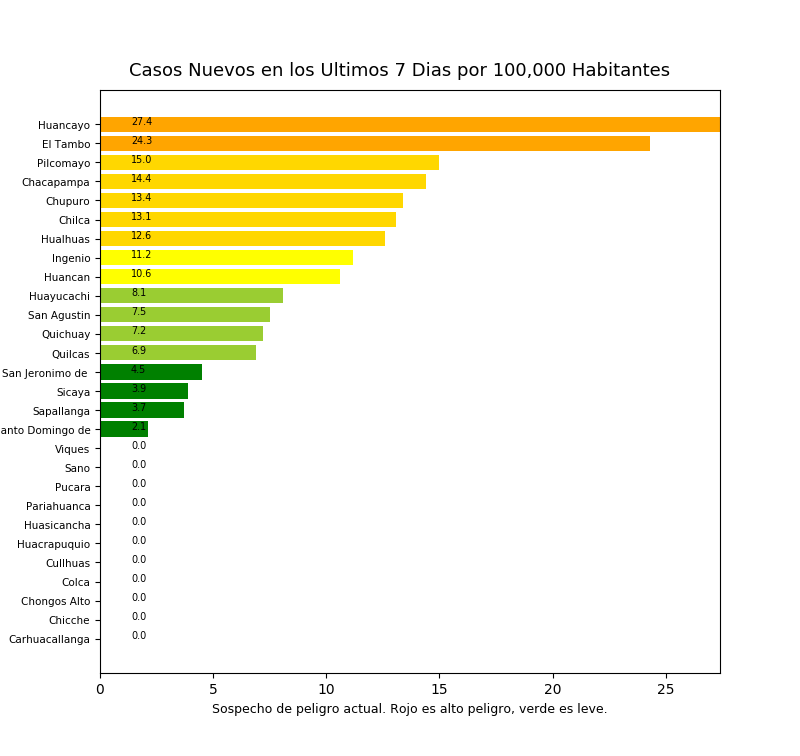 Casos Nuevos en los Ultimos 7 Dias por 100,000 Habitantes
Huancayo 27.4
El Tambo 24.3
Pilcomayo 15.0
Chacapampa 14.4
Chupuro 13.4
Chilca 13.1
Hualhuas 12.6
Ingenio 11.2
Huancan 10.6
Huayucachi 8.1
San Agustin 7.5
Quichuay 7.2
Quilcas 6.9
San Jeronimo de 4.5
Sicaya 3.9
Sapallanga 3.7
anto Domingo de 2.1
Viques 0.0
Sano 0.0
Pucara 0.0
Pariahuanca 0.0
Huasicancha 0.0
Huacrapuquio 0.0
Cullhuas 0.0
Colca 0.0
Chongos Alto 0.0
Chicche 0.0
Carhuacallanga 0.0
0 5 10 15 20 25
Sospecho de peligro actual. Rojo es alto peligro, verde es leve.